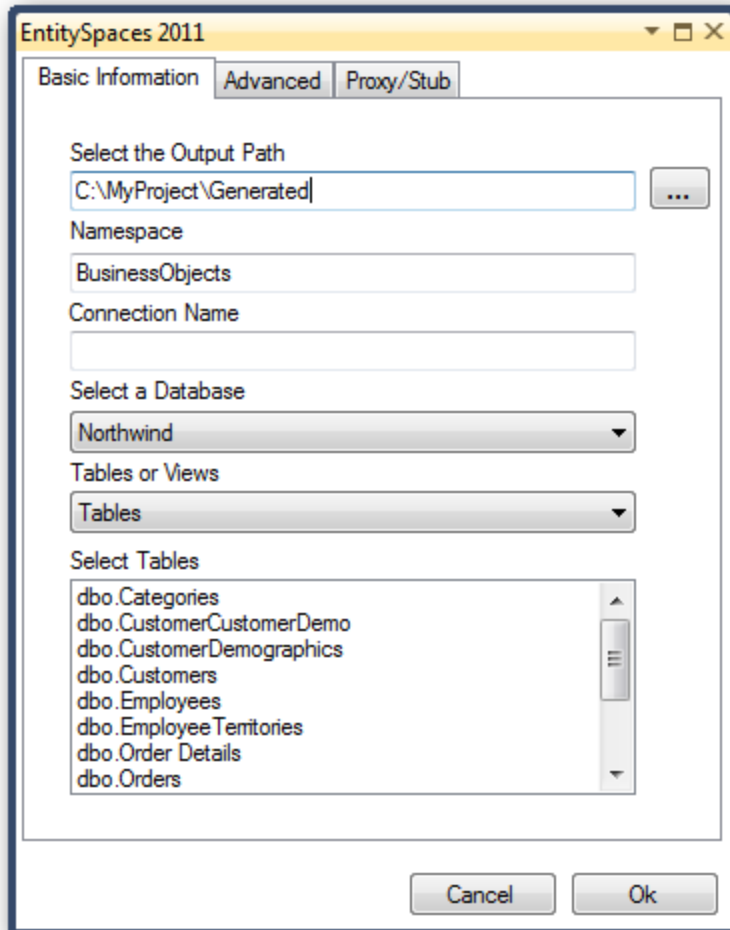 EntitySpaces 2011
Basic Information Advanced Proxy/Stub
Select the Output Path
C:\MyProject\Generated
...
Namespace
BusinessObjects
Connection Name
Select a Database
Northwind
Tables or Views
Tables
Select Tables
dbo.Categories
dbo.CustomerCustomerDemo
dbo.CustomerDemographics
dbo.Customers
dbo.Employees
dbo.EmployeeTerritories
dbo.Order Details
dbo.Orders
Cancel Ok